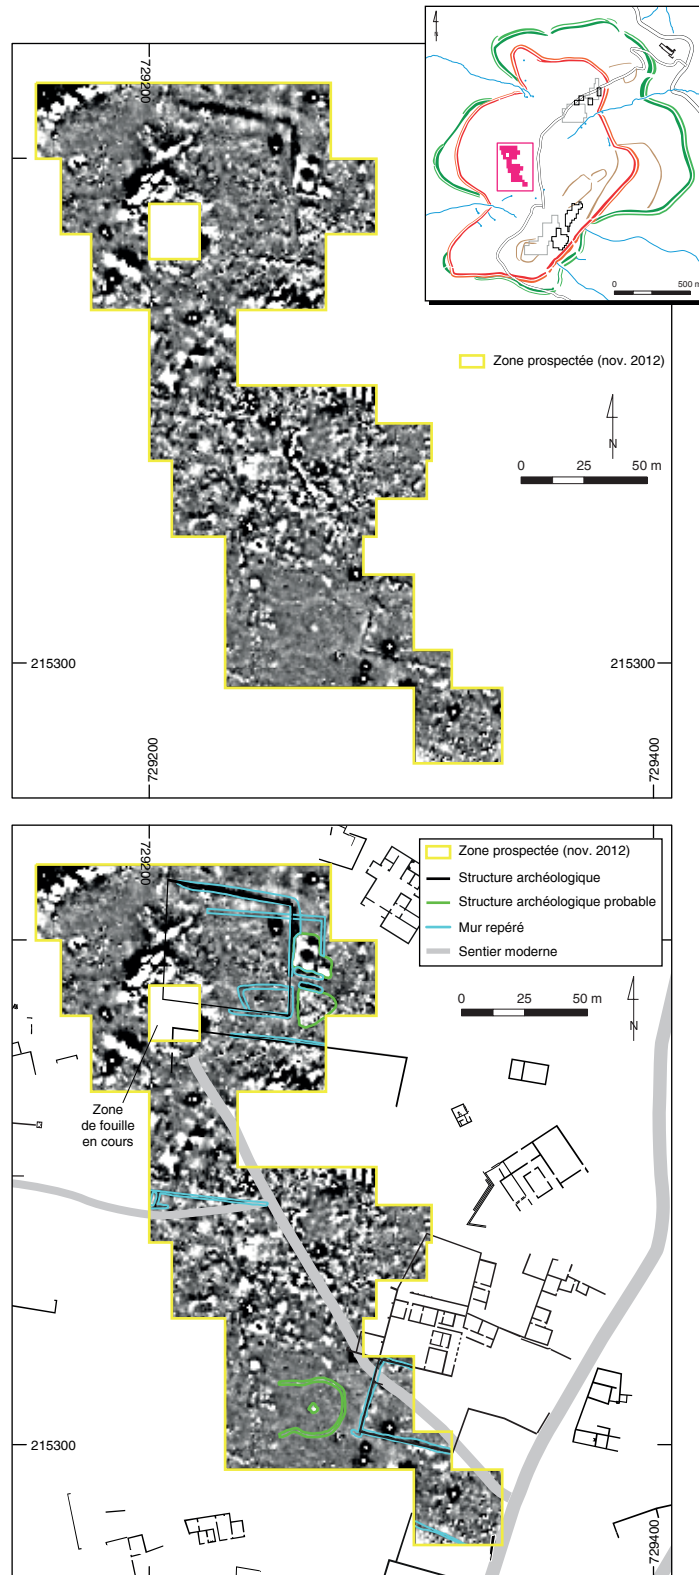 729200
N
0
500 m
Zone prospectée (nov. 2012)
N
0
25
50 m
215300
215300
729200
729400
729200
Zone prospectée (nov. 2012)
Structure archéologique
Structure archéologique probable
Mur repéré
Sentier moderne
0
25
50 m
N
Zone
de fouille
en cours
215300
729400